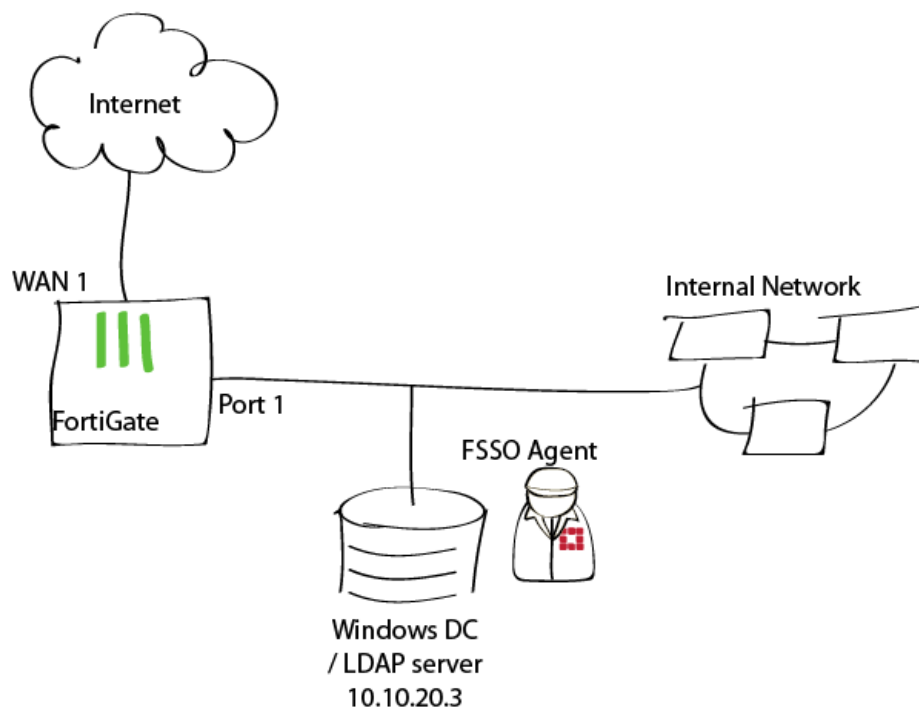 Internet
WAN 1
FortiGate
Port 1
Internal Network
FSSO Agent
Windows DC
/ LDAP server
10.10.20.3